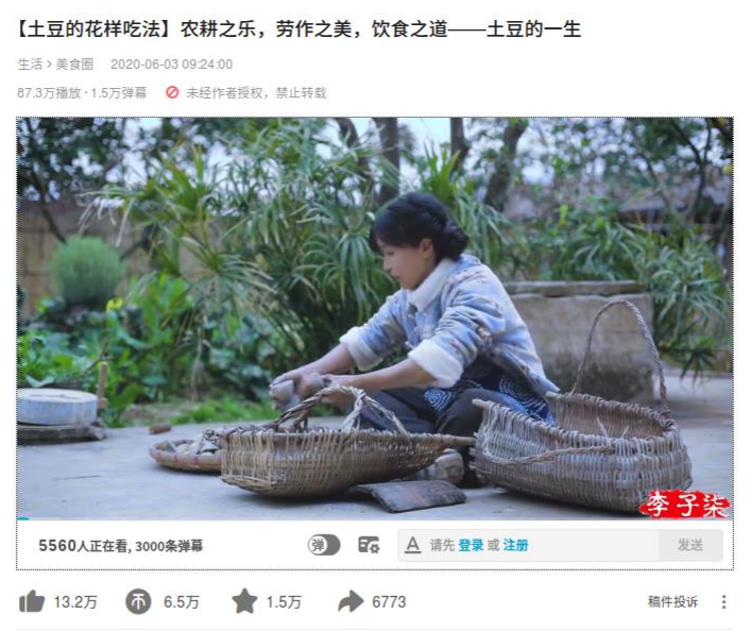 【土豆的花样吃法】农耕之乐，劳作之美，饮食之道——土豆的一生
生活 > 美食圈 2020-06-03 09:24:00
87.3万播放 · 1.5万弹幕 未经作者授权，禁止转载
李子柒
5560人正在看, 3000条弹幕 弹 A 请先 登录 或 注册 发送
13.2万 6.5万 1.5万 6773 稿件投诉